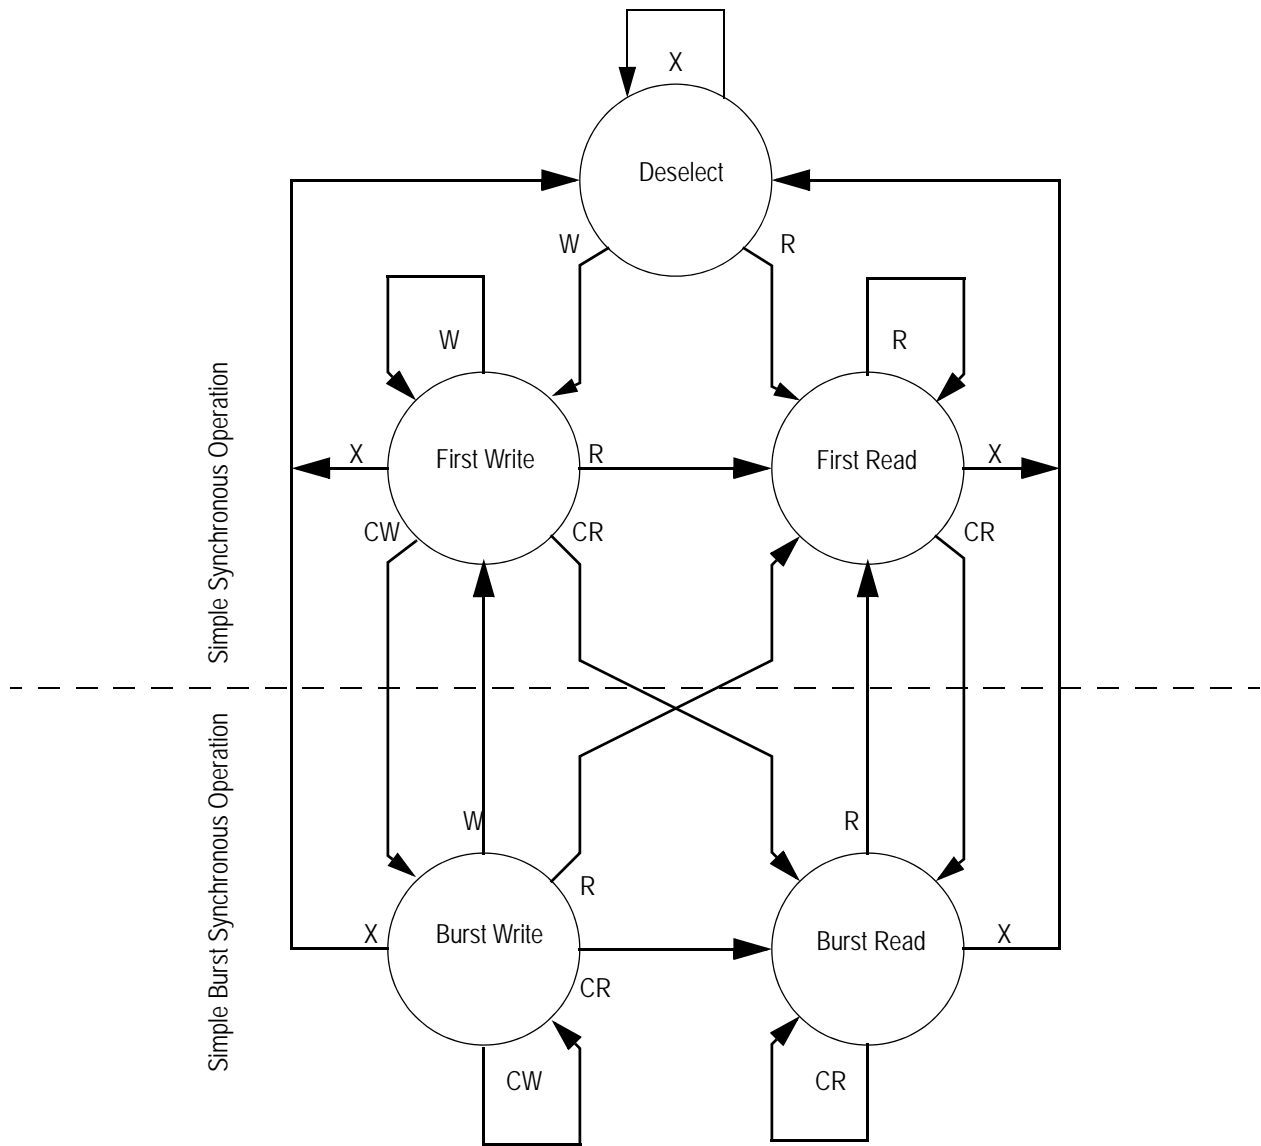 X
Deselect
W
R
W
R
Simple Synchronous Operation
X
First Write
R
First Read
X
CW
CR
CR
Simple Burst Synchronous Operation
W
R
R
X
Burst Write
Burst Read
X
CR
CW
CR